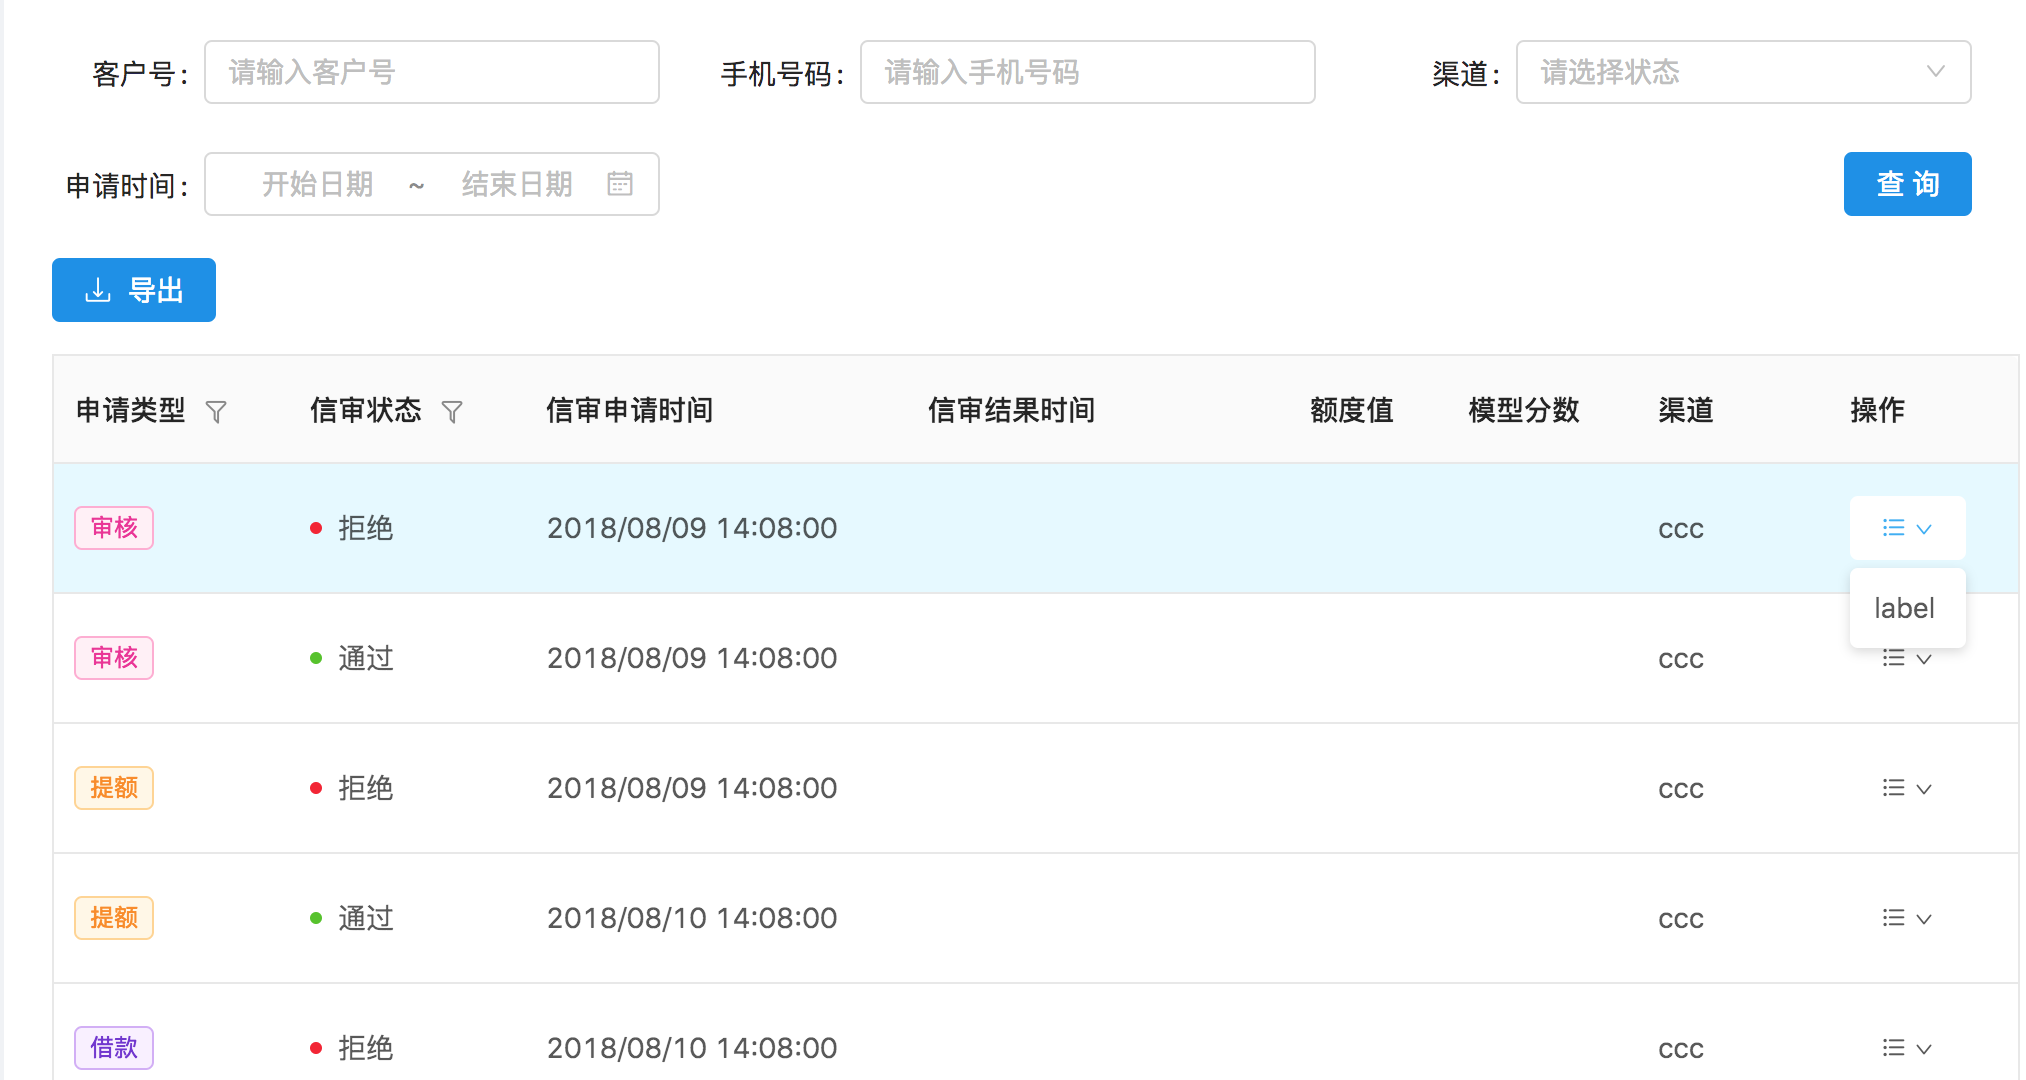 客户号: 请输入客户号 手机号码: 请输入手机号码 渠道: 请选择状态
申请时间: 开始日期 ~ 结束日期 查 询
导出
申请类型 信审状态 信审申请时间 信审结果时间 额度值 模型分数 渠道 操作
审核 拒绝 2018/08/09 14:08:00 ccc
label
审核 通过 2018/08/09 14:08:00 ccc
提额 拒绝 2018/08/09 14:08:00 ccc
提额 通过 2018/08/10 14:08:00 ccc
借款 拒绝 2018/08/10 14:08:00 ccc